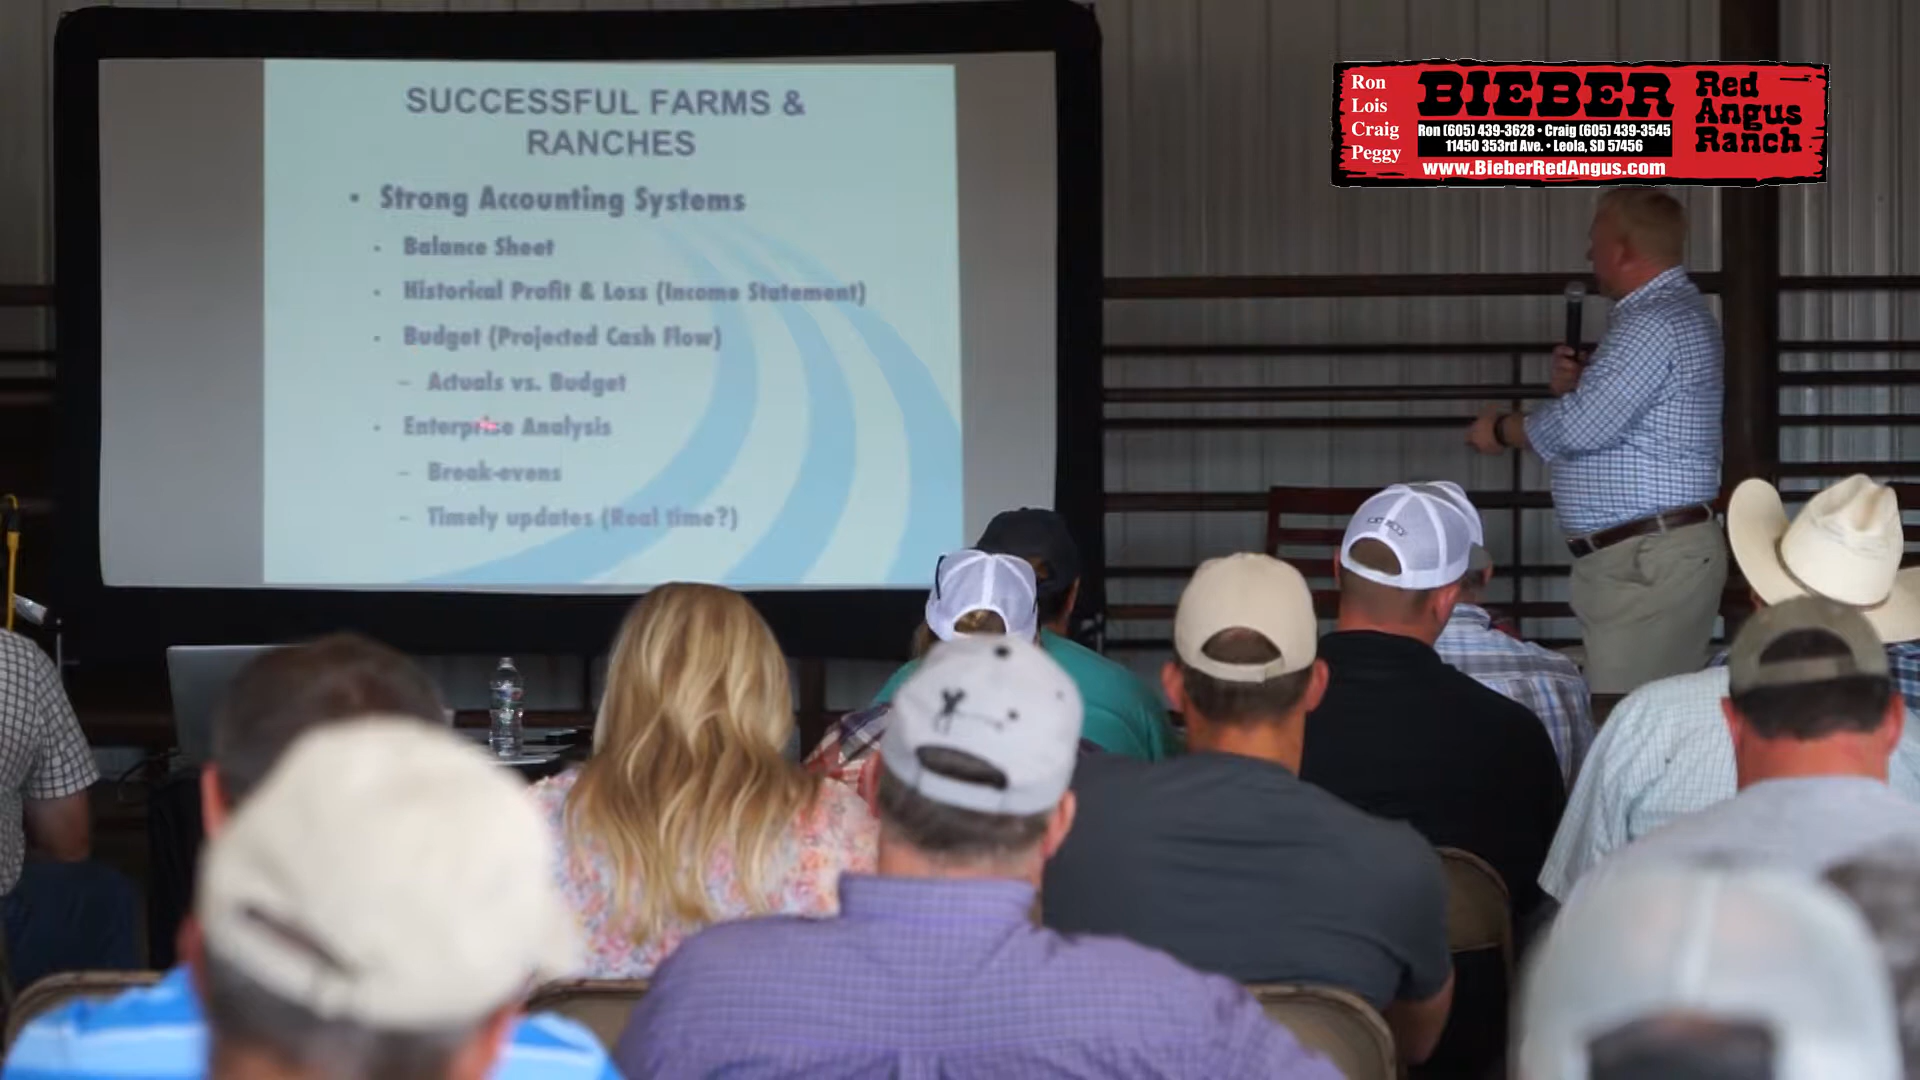 SUCCESSFUL FARMS &
RANCHES
• Strong Accounting Systems
• Balance Sheet
• Historical Profit & Loss (Income Statement)
• Budget (Projected Cash Flow)
– Actuals vs. Budget
• Enterprise Analysis
– Break-evens
– Timely updates (Real time?)
Ron
Lois
Craig
Peggy
BIEBER
Ron (605) 439-3628 • Craig (605) 439-3545
11450 353rd Ave. • Leola, SD 57456
www.BieberRedAngus.com
Red
Angus
Ranch